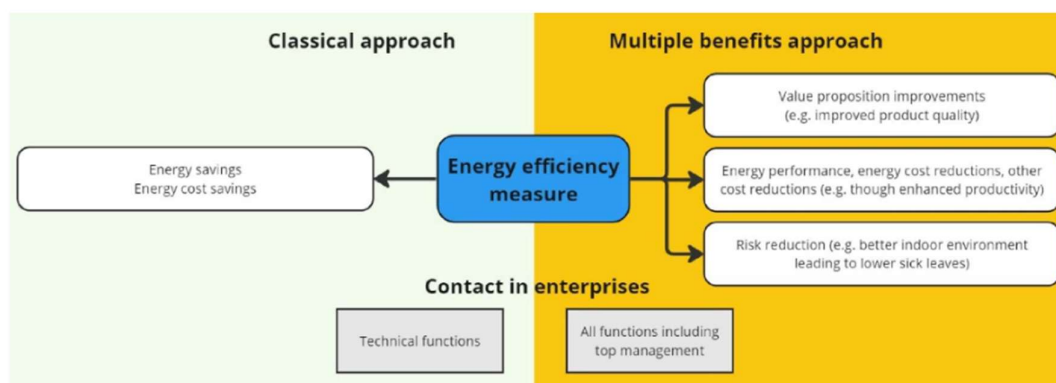 Classical approach
Multiple benefits approach
Energy savings
Energy cost savings
Energy efficiency
measure
Value proposition improvements
(e.g. improved product quality)
Energy performance, energy cost reductions, other
cost reductions (e.g. though enhanced productivity)
Risk reduction (e.g. better indoor environment
leading to lower sick leaves)
Contact in enterprises
Technical functions
All functions including
top management